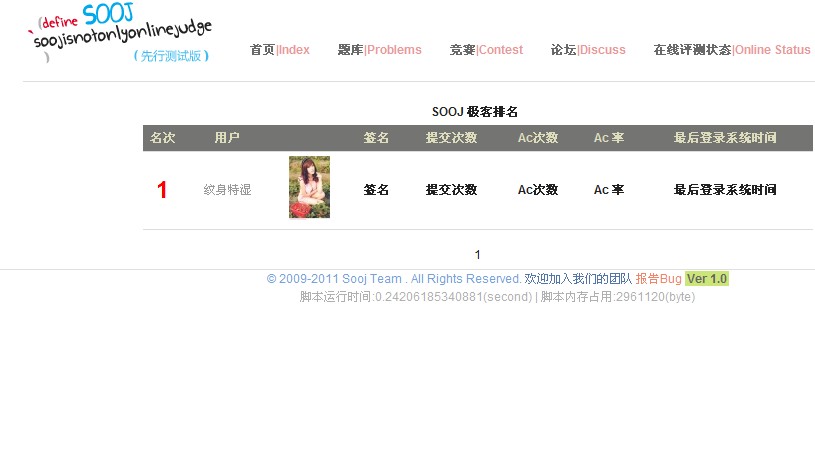 (define SOOJ
`soojisnotonlyonlinejudge
)
(先行测试版)
首页|Index 题库|Problems 竞赛|Contest 论坛|Discuss 在线评测状态|Online Status
SOOJ 极客排名
名次 用户 签名 提交次数 Ac次数 Ac 率 最后登录系统时间
1 纹身特湿 签名 提交次数 Ac次数 Ac 率 最后登录系统时间
1
© 2009-2011 Sooj Team . All Rights Reserved. 欢迎加入我们的团队 报告Bug Ver 1.0
脚本运行时间:0.24206185340881(second) | 脚本内存占用:2961120(byte)